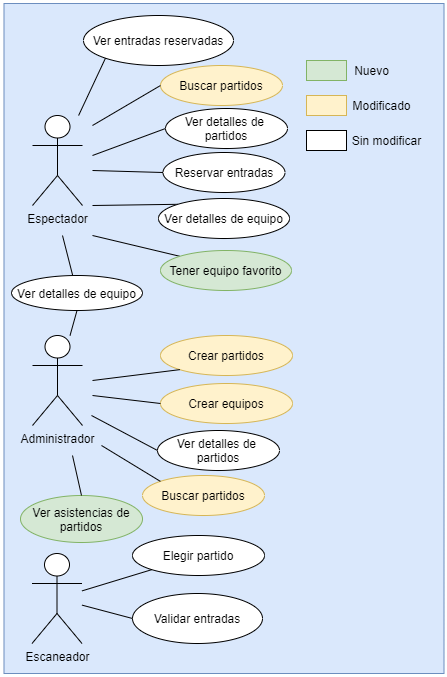 Ver entradas reservadas
Buscar partidos
Nuevo
Modificado
Sin modificar
Ver detalles de
partidos
Reservar entradas
Ver detalles de equipo
Espectador
Tener equipo favorito
Ver detalles de equipo
Crear partidos
Crear equipos
Administrador
Ver detalles de
partidos
Buscar partidos
Ver asistencias de
partidos
Elegir partido
Validar entradas
Escaneador